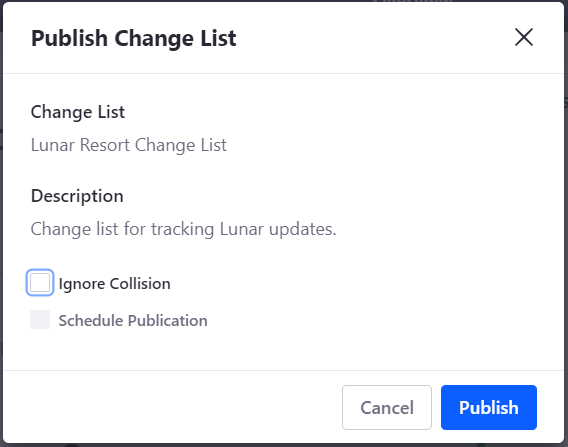 Publish Change List
Change List
Lunar Resort Change List
Description
Change list for tracking Lunar updates.
Ignore Collision
Schedule Publication
Cancel
Publish